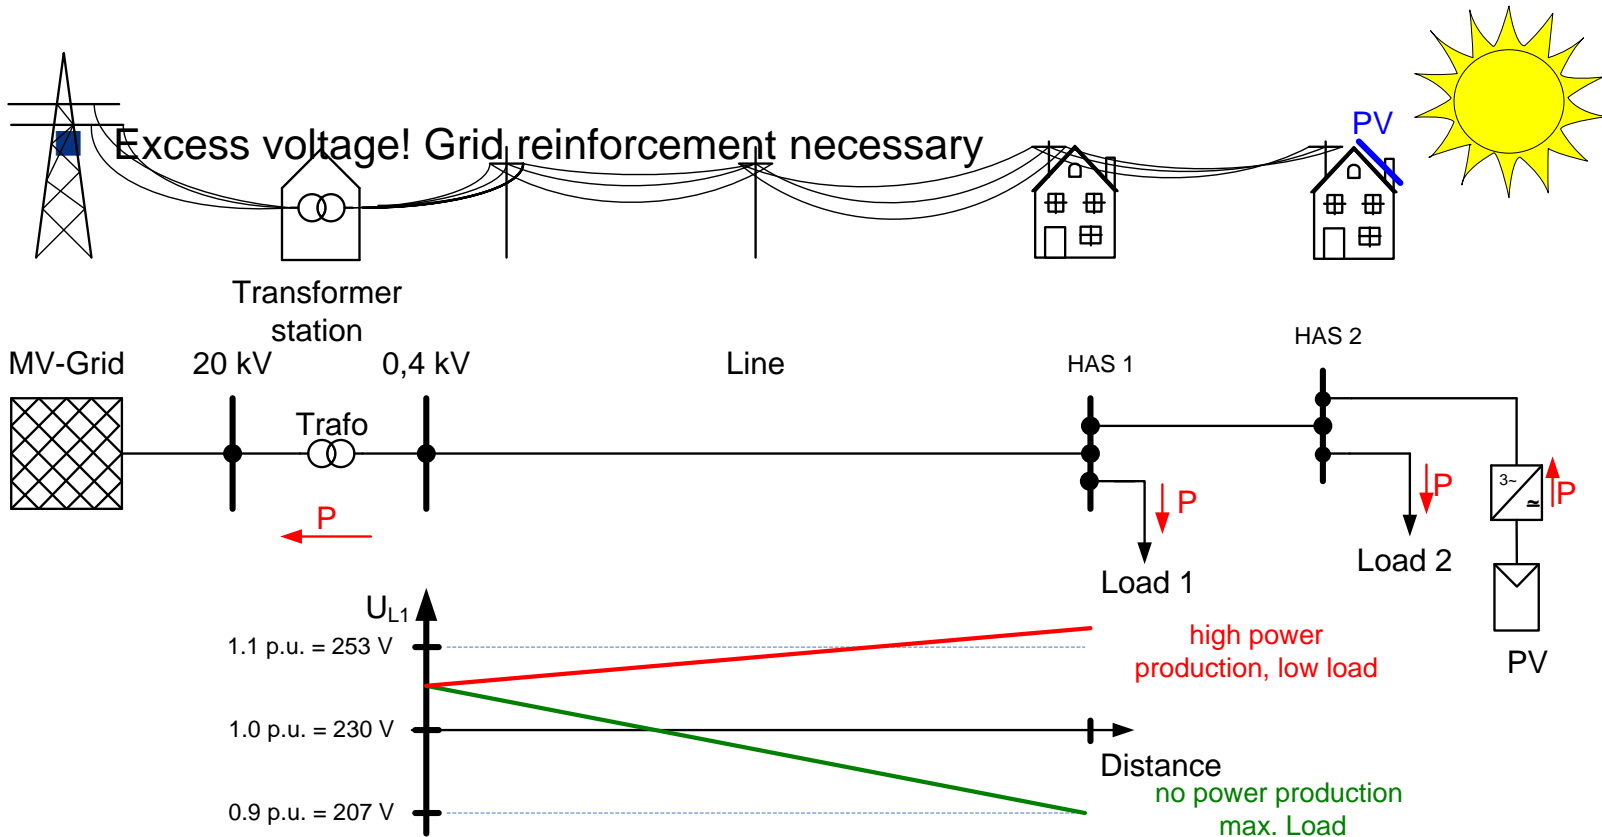 Excess voltage! Grid reinforcement necessary
PV
Transformer
station
MV-Grid
20 kV
0,4 kV
Line
HAS 1
HAS 2
Trafo
P
P
P
3~
≃
P
Load 1
Load 2
PV
UL1
1.1 p.u. = 253 V
1.0 p.u. = 230 V
0.9 p.u. = 207 V
high power
production, low load
Distance
no power production
max. Load